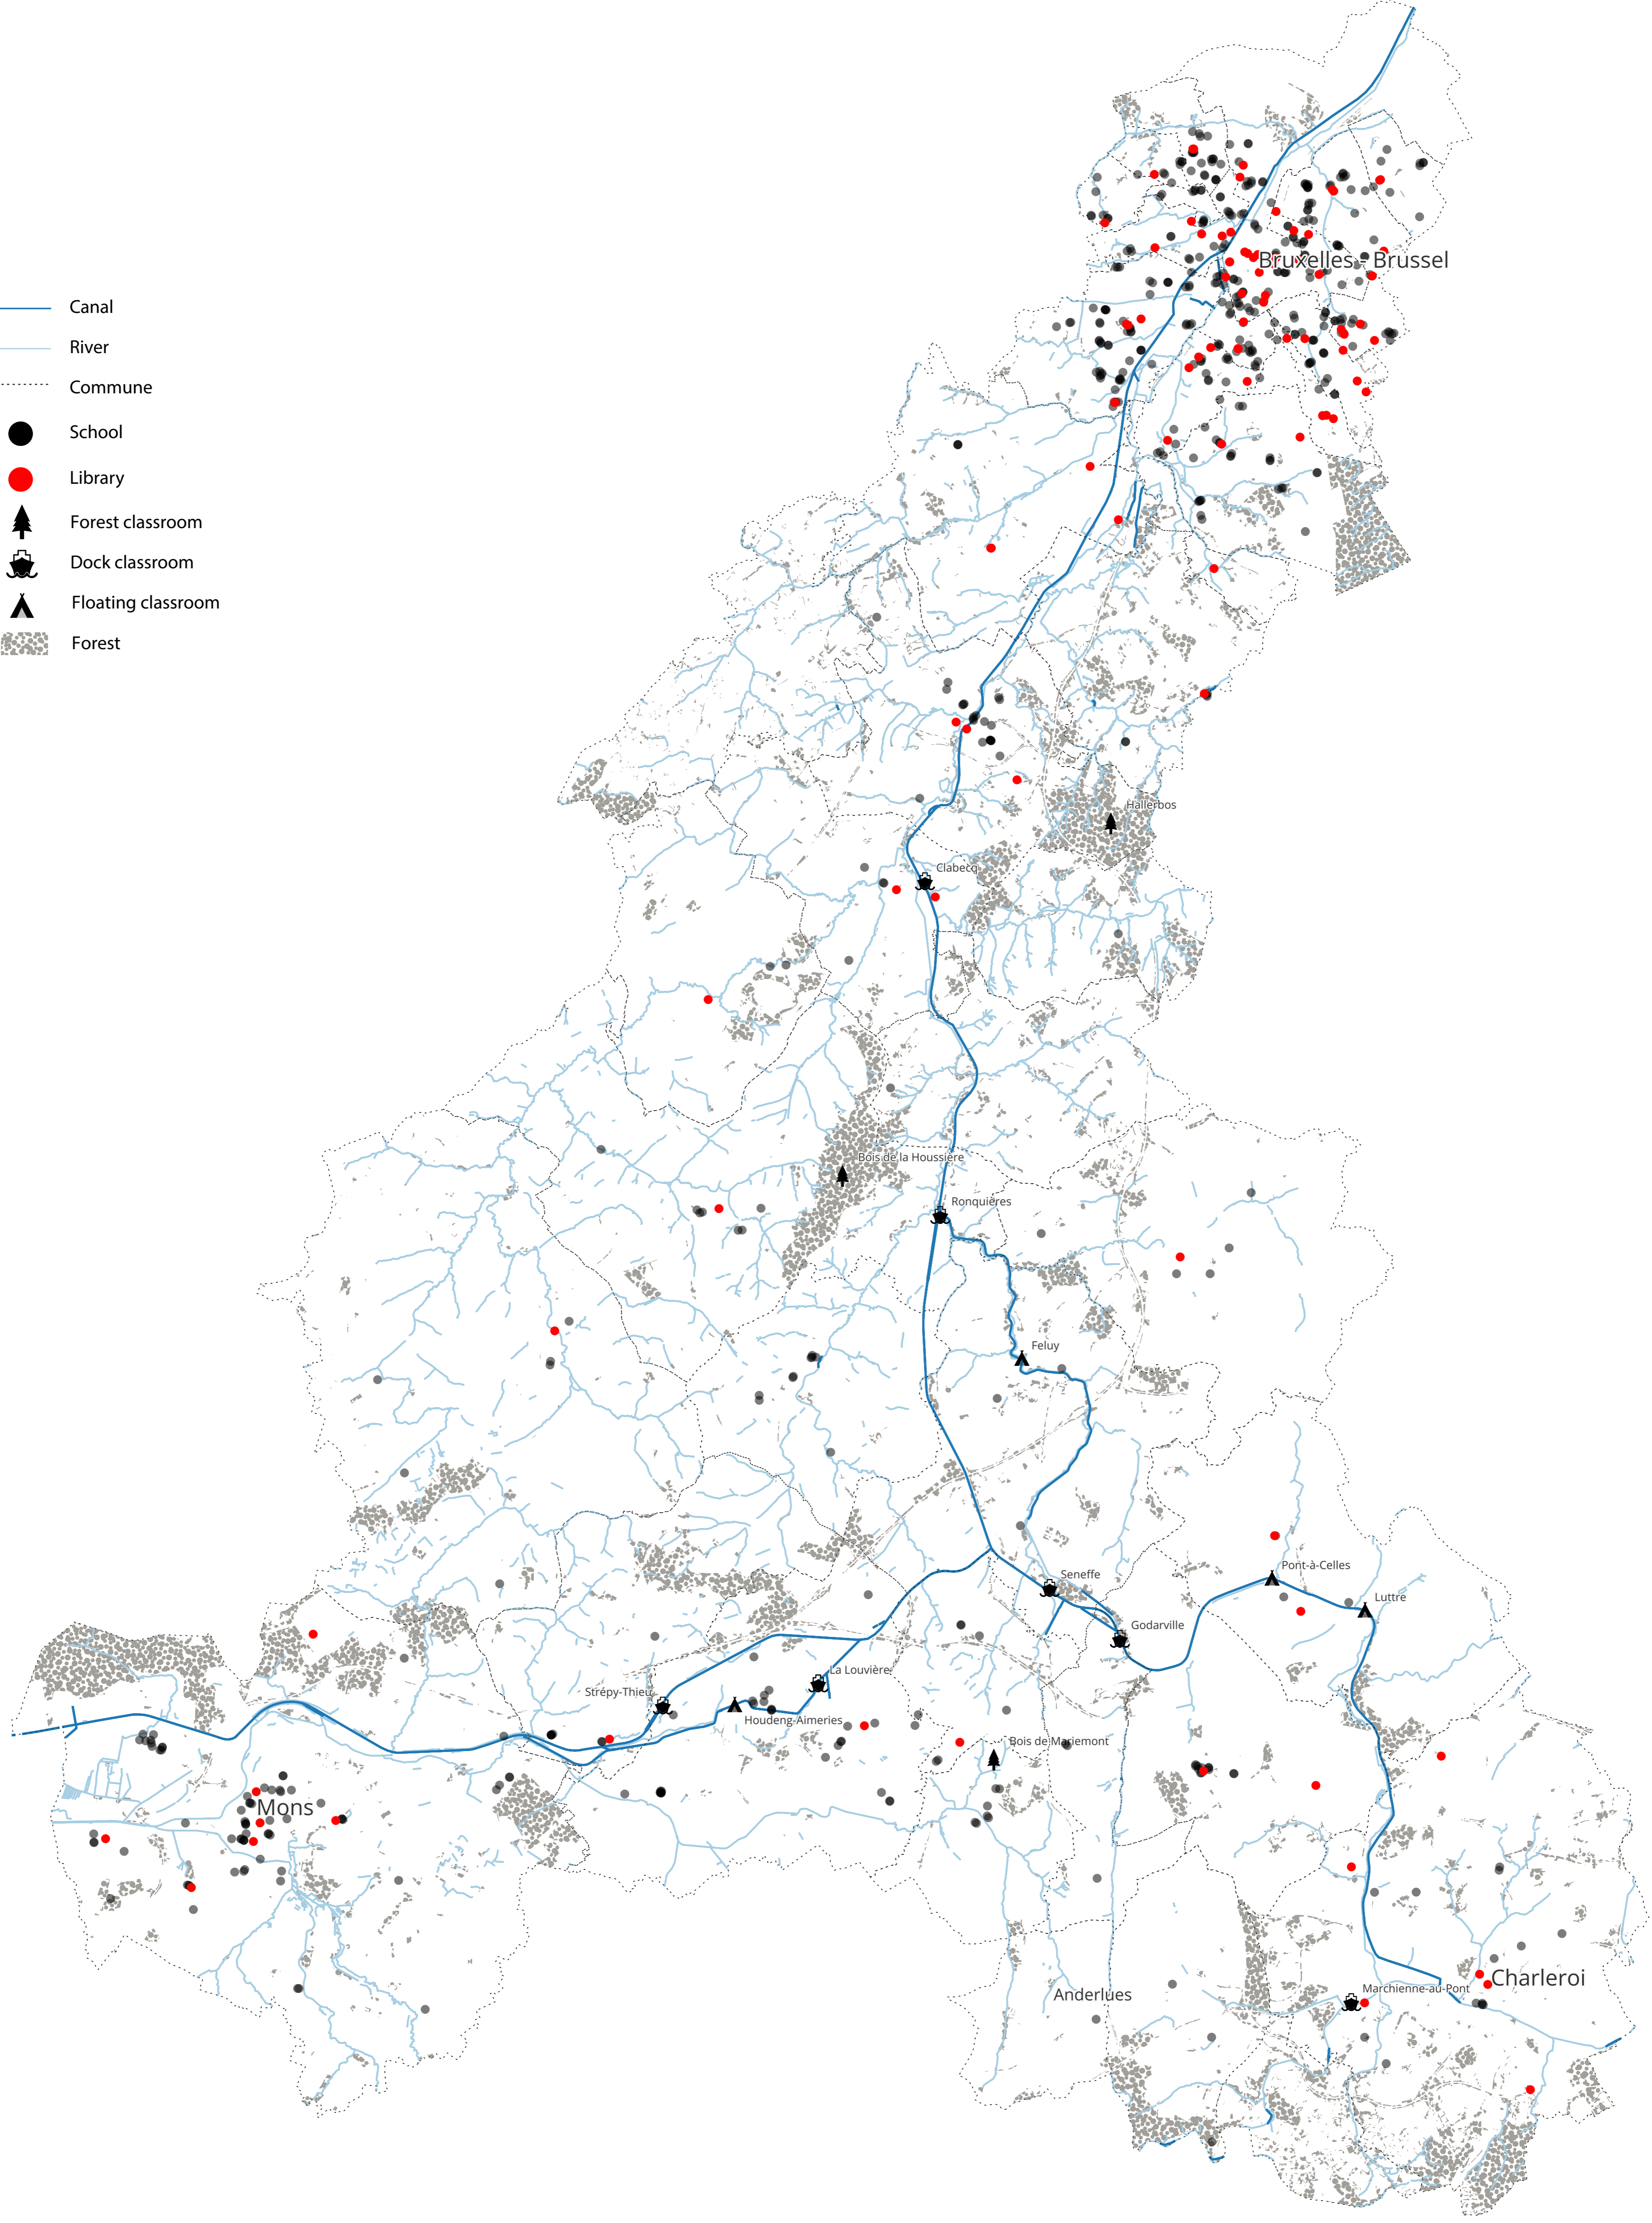 Bruxelles - Brussel
Canal
River
Commune
School
Library
Forest classroom
Dock classroom
Floating classroom
Forest
Hallerbos
Clabecq
Bois de la Houssière
Ronquières
Feluy
Pont-à-Celles
Seneffe
Luttre
Godarville
La Louvière
Strépy-Thieu
Houdeng-Aimeries
Bois de Mariemont
Mons
Charleroi
Marchienne-au-Pont
Anderlues